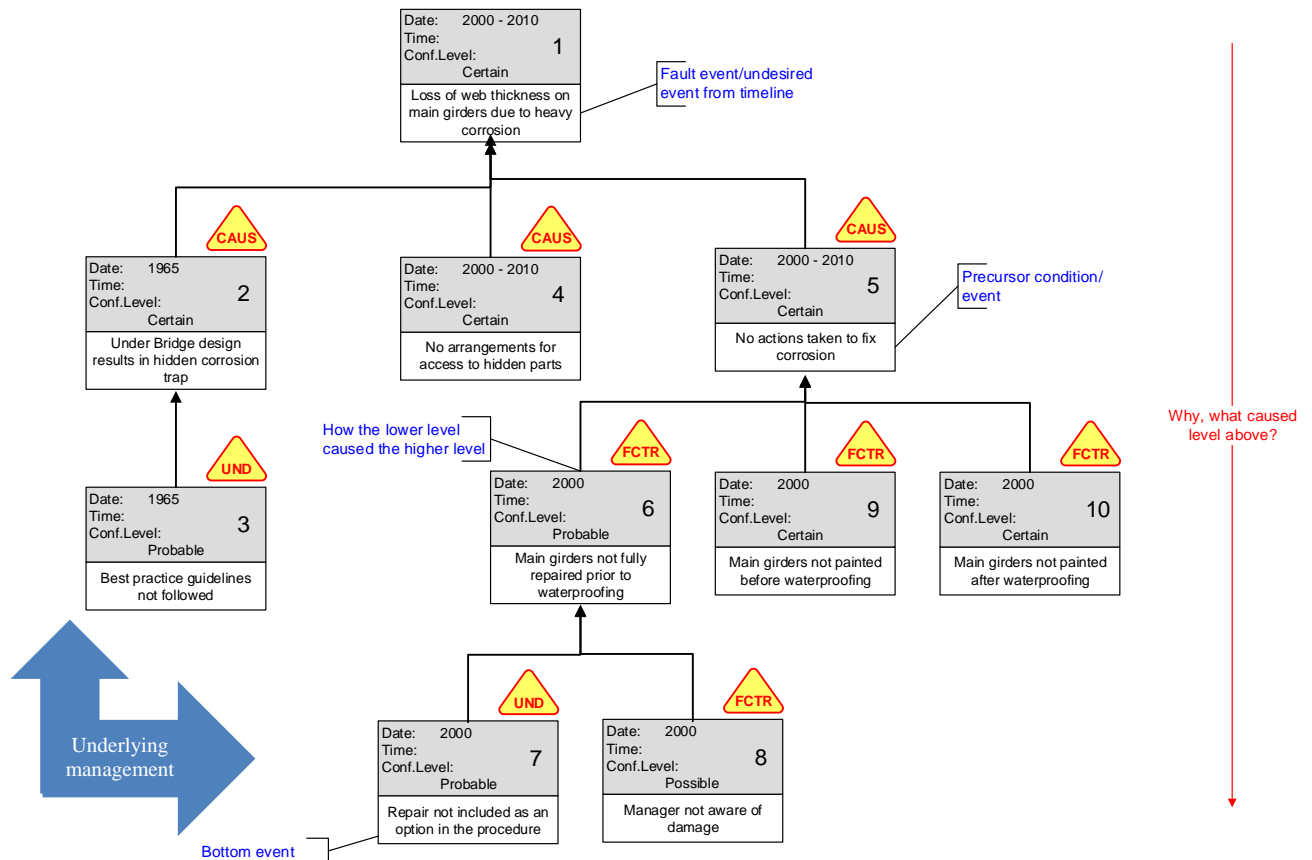 Date: 2000 - 2010
Time:
Conf.Level:
1
Certain
Loss of web thickness on
main girders due to heavy
corrosion
Fault event/undesired
event from timeline
CAUS
Date: 1965
Time:
Conf.Level:
2
Certain
Under Bridge design
results in hidden corrosion
trap
CAUS
Date: 2000 - 2010
Time:
Conf.Level:
4
Certain
No arrangements for
access to hidden parts
CAUS
Date: 2000 - 2010
Time:
Conf.Level:
5
Certain
No actions taken to fix
corrosion
Precursor condition/
event
Why, what caused
level above?
How the lower level
caused the higher level
UND
Date: 1965
Time:
Conf.Level:
3
Probable
Best practice guidelines
not followed
FCTR
Date: 2000
Time:
Conf.Level:
6
Probable
Main girders not fully
repaired prior to
waterproofing
FCTR
Date: 2000
Time:
Conf.Level:
9
Certain
Main girders not painted
before waterproofing
FCTR
Date: 2000
Time:
Conf.Level:
10
Certain
Main girders not painted
after waterproofing
Underlying
management
UND
Date: 2000
Time:
Conf.Level:
7
Probable
Repair not included as an
option in the procedure
FCTR
Date: 2000
Time:
Conf.Level:
8
Possible
Manager not aware of
damage
Bottom event